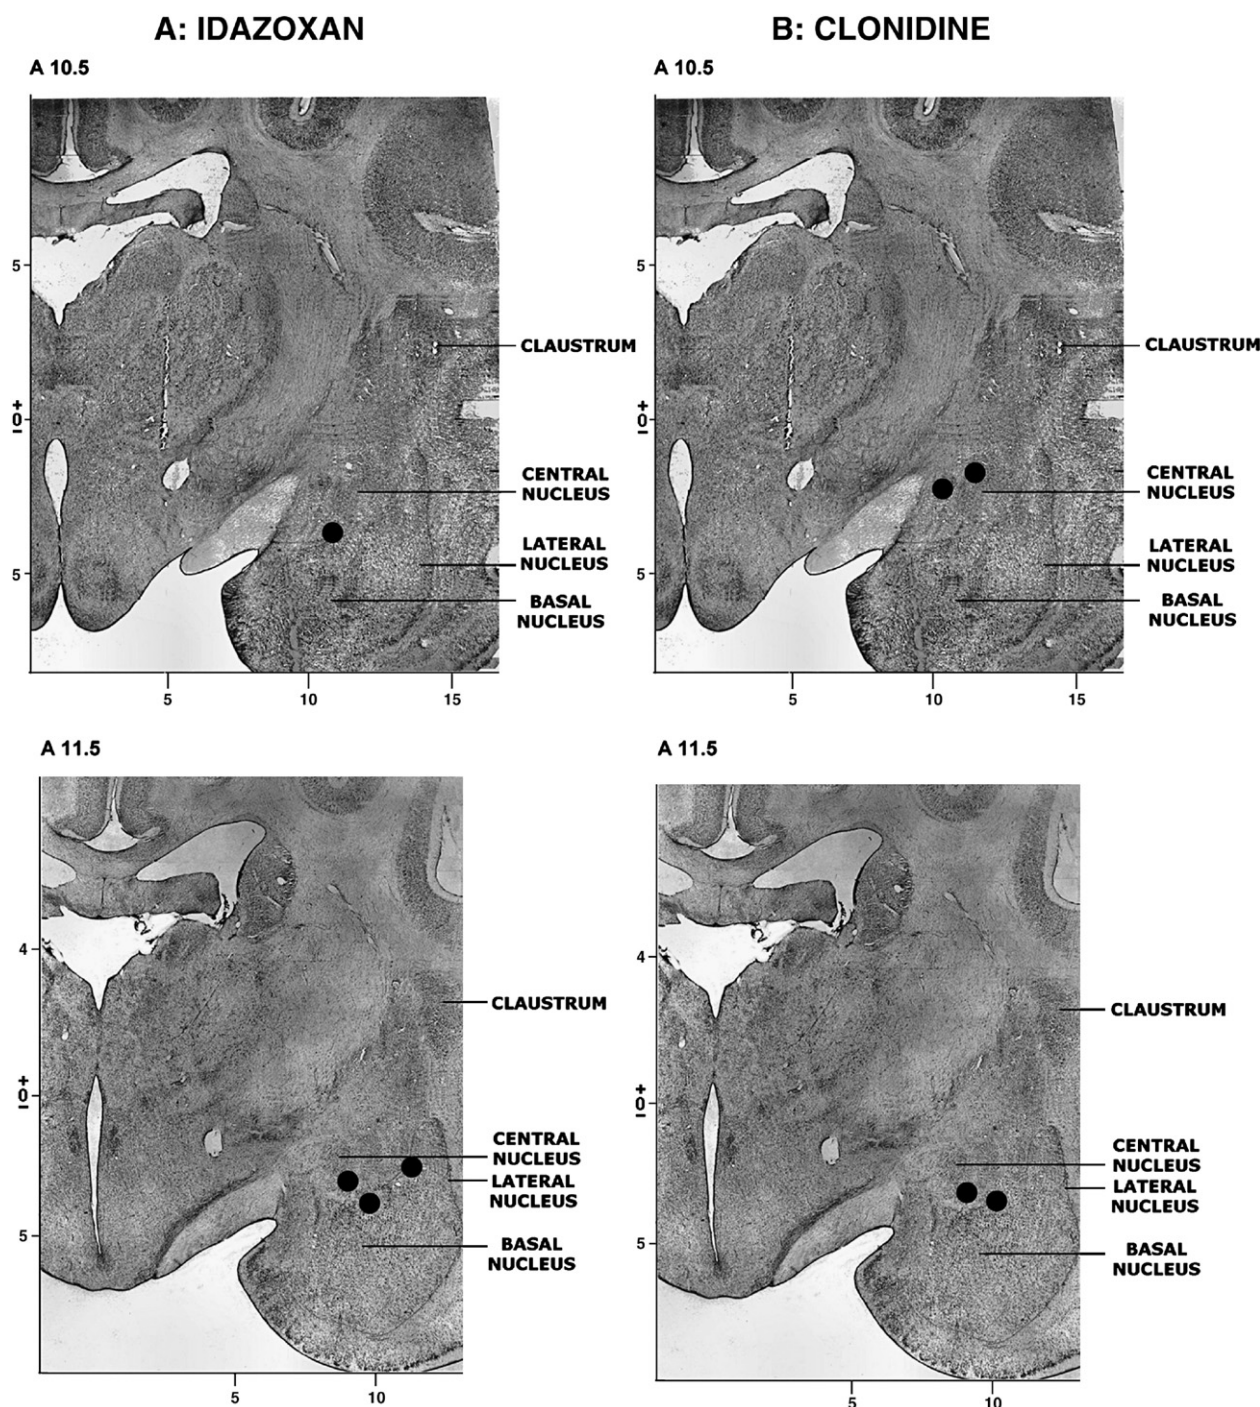 A: IDAZOXAN
B: CLONIDINE
A 10.5
A 10.5
5
+
0
–
5
CLAUSTRUM
CENTRAL
NUCLEUS
LATERAL
NUCLEUS
BASAL
NUCLEUS
5
10
15
5
+
0
–
5
CLAUSTRUM
CENTRAL
NUCLEUS
LATERAL
NUCLEUS
BASAL
NUCLEUS
5
10
15
A 11.5
A 11.5
4
+
0
–
5
CLAUSTRUM
CENTRAL
NUCLEUS
LATERAL
NUCLEUS
BASAL
NUCLEUS
5
10
4
+
0
–
5
CLAUSTRUM
CENTRAL
NUCLEUS
LATERAL
NUCLEUS
BASAL
NUCLEUS
5
10